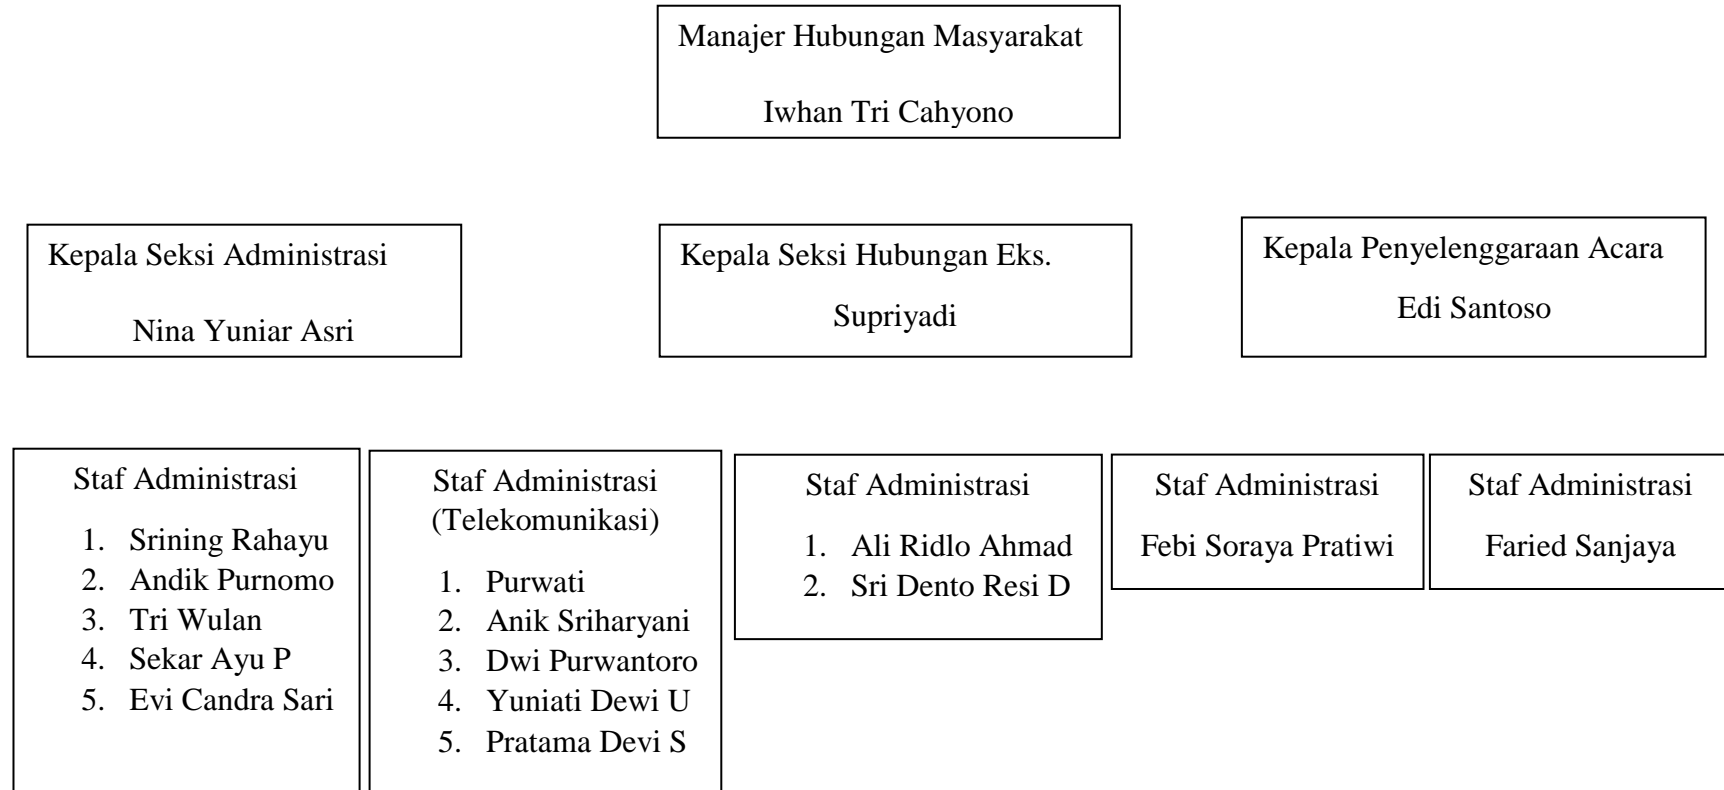 Manajer Hubungan Masyarakat
Iwhan Tri Cahyono
Kepala Seksi Administrasi
Nina Yuniar Asri
Kepala Seksi Hubungan Eks.
Supriyadi
Kepala Penyelenggaraan Acara
Edi Santoso
Staf Administrasi
1. Srining Rahayu
2. Andik Purnomo
3. Tri Wulan
4. Sekar Ayu P
5. Evi Candra Sari
Staf Administrasi
(Telekomunikasi)
1. Purwati
2. Anik Sriharyani
3. Dwi Purwantoro
4. Yuniati Dewi U
5. Pratama Devi S
Staf Administrasi
1. Ali Ridlo Ahmad
2. Sri Dento Resi D
Staf Administrasi
Febi Soraya Pratiwi
Staf Administrasi
Faried Sanjaya